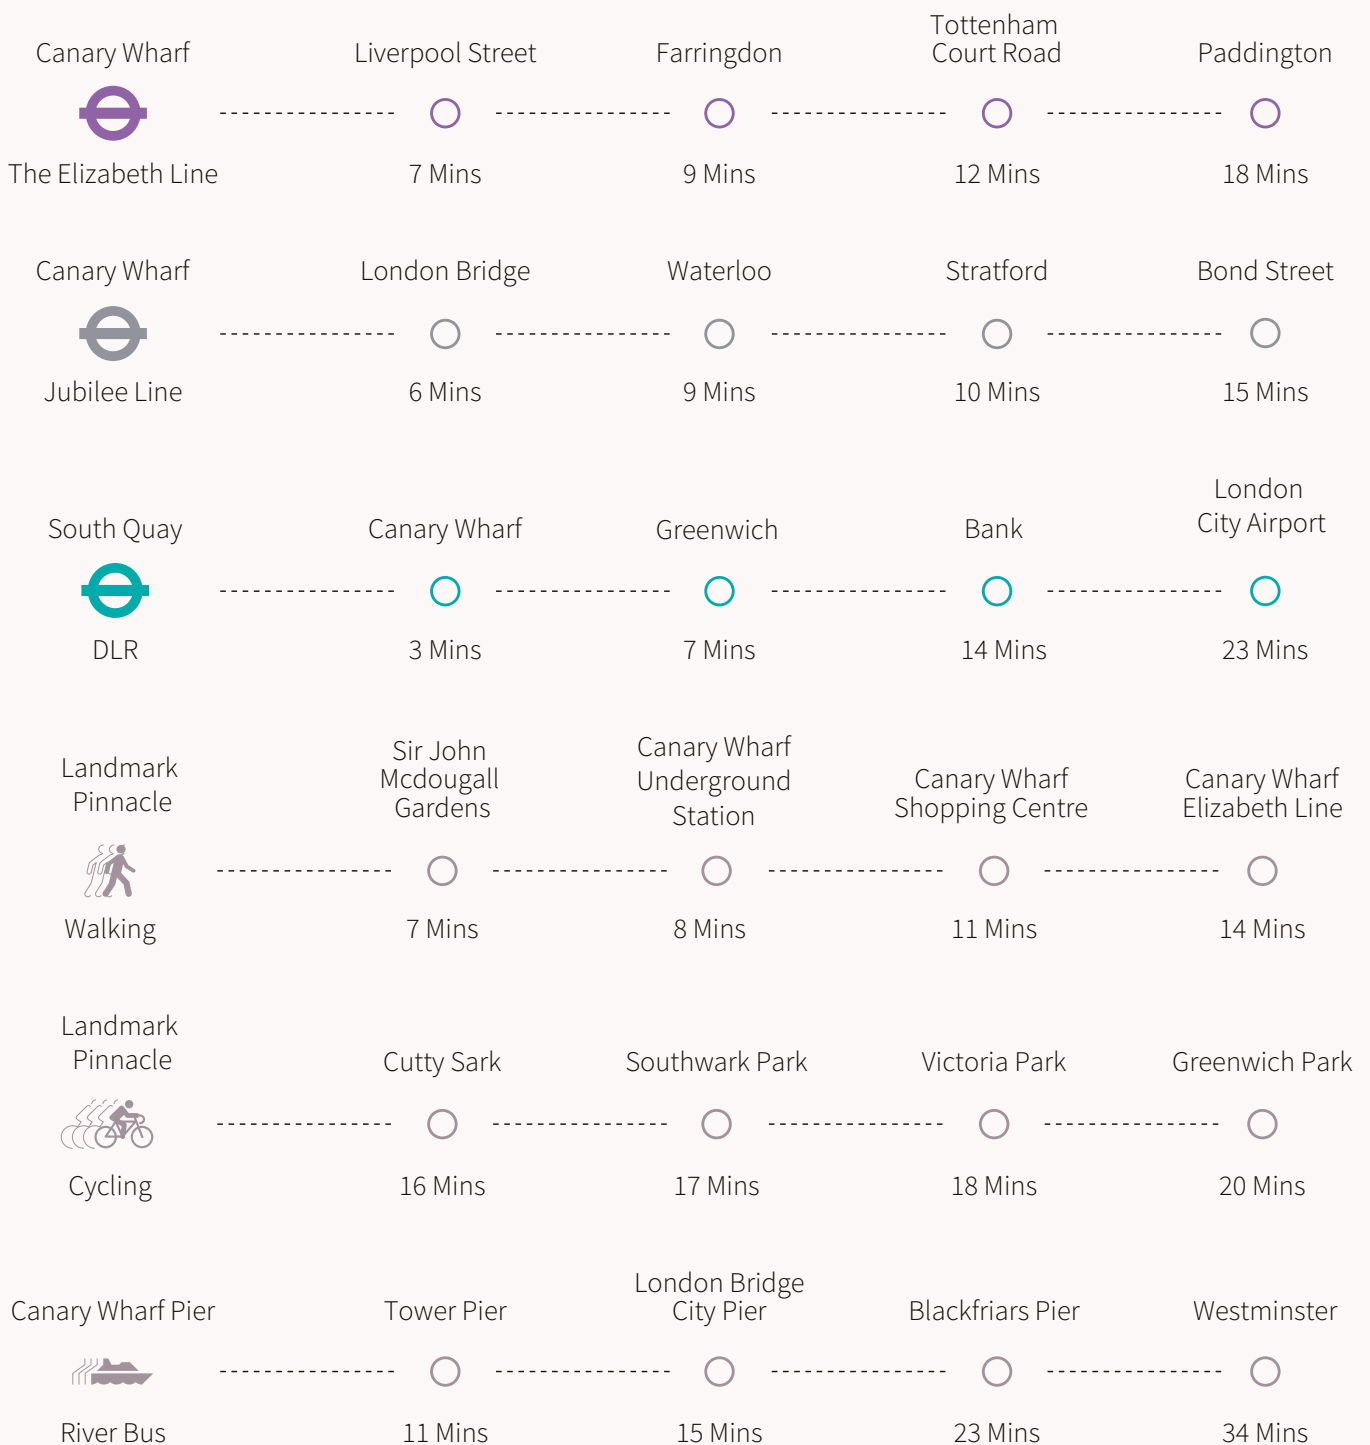 Canary Wharf
Liverpool Street
Farringdon
Tottenham
Court Road
Paddington
The Elizabeth Line
7 Mins
9 Mins
12 Mins
18 Mins
Canary Wharf
London Bridge
Waterloo
Stratford
Bond Street
Jubilee Line
6 Mins
9 Mins
10 Mins
15 Mins
South Quay
Canary Wharf
Greenwich
Bank
London
City Airport
DLR
3 Mins
7 Mins
14 Mins
23 Mins
Landmark
Pinnacle
Sir John
Mcdougall
Gardens
Canary Wharf
Underground
Station
Canary Wharf
Shopping Centre
Canary Wharf
Elizabeth Line
Walking
7 Mins
8 Mins
11 Mins
14 Mins
Landmark
Pinnacle
Cutty Sark
Southwark Park
Victoria Park
Greenwich Park
Cycling
16 Mins
17 Mins
18 Mins
20 Mins
Canary Wharf Pier
Tower Pier
London Bridge
City Pier
Blackfriars Pier
Westminster
River Bus
11 Mins
15 Mins
23 Mins
34 Mins